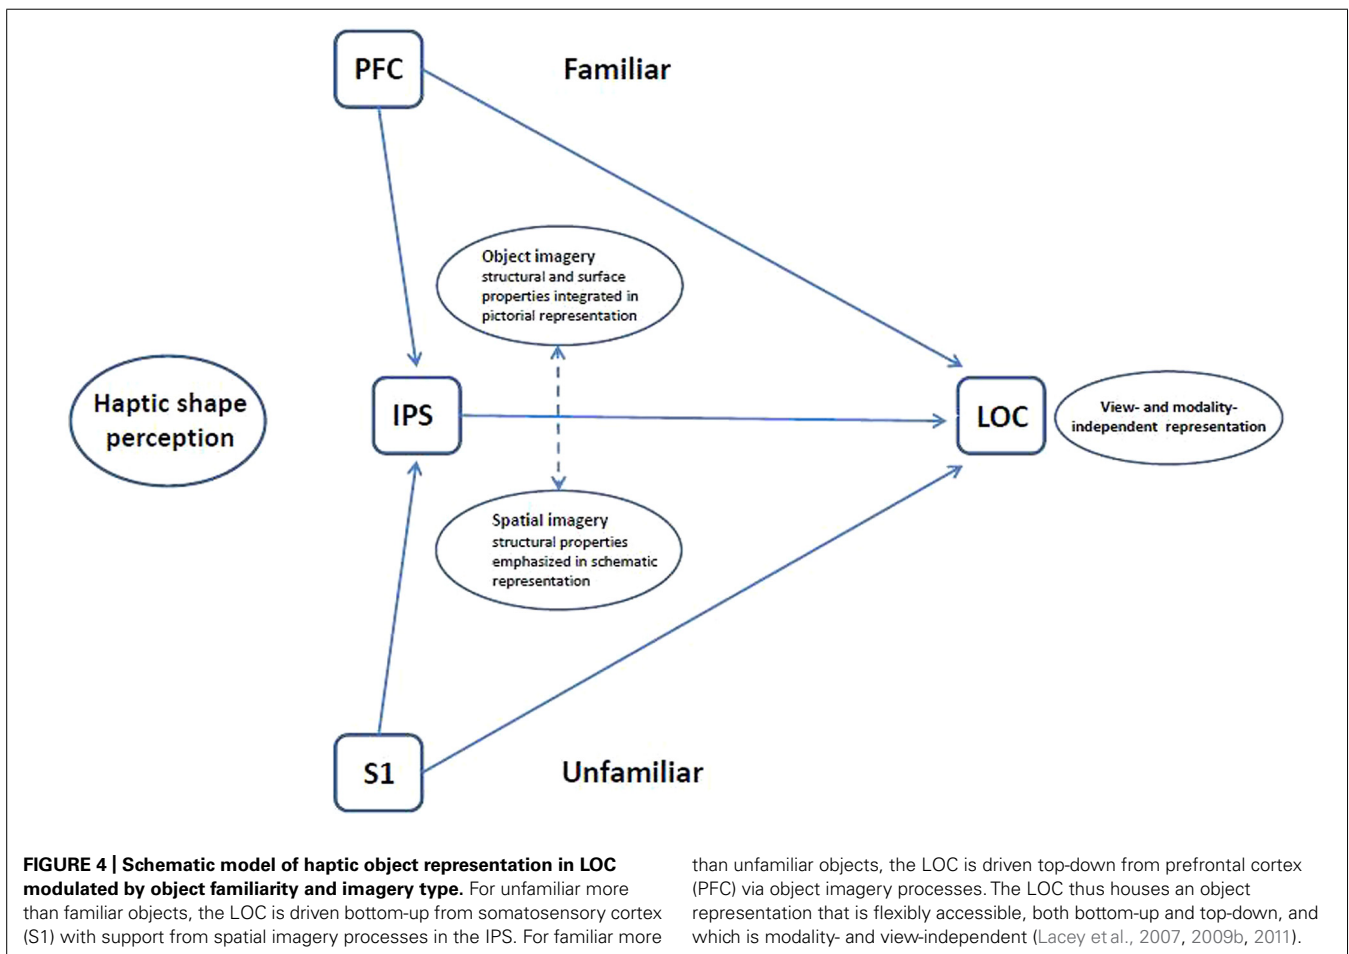 PFC
Familiar
Object imagery
structural and surface
properties integrated in
pictorial representation
Haptic shape
perception
IPS
LOC
View- and modality-
independent representation
Spatial imagery
structural properties
emphasized in schematic
representation
S1
Unfamiliar
FIGURE 4 | Schematic model of haptic object representation in LOC
modulated by object familiarity and imagery type. For unfamiliar more
than familiar objects, the LOC is driven bottom-up from somatosensory cortex
(S1) with support from spatial imagery processes in the IPS. For familiar more
than unfamiliar objects, the LOC is driven top-down from prefrontal cortex
(PFC) via object imagery processes. The LOC thus houses an object
representation that is flexibly accessible, both bottom-up and top-down, and
which is modality- and view-independent (Lacey et al., 2007, 2009b, 2011).